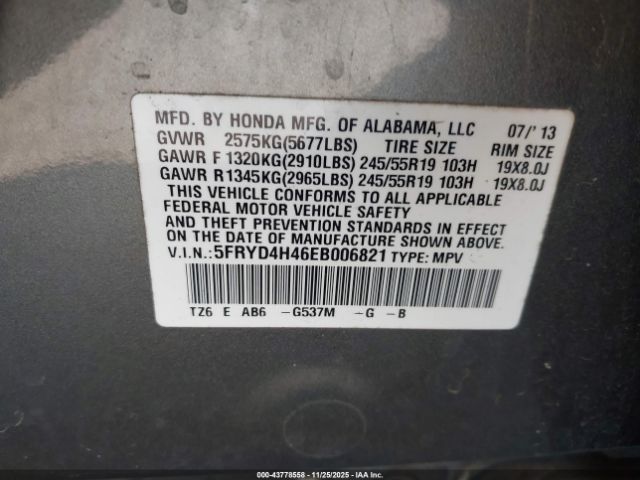 MFD. BY HONDA MFG. OF ALABAMA, LLC 07/'13
GVWR 2575KG(5677LBS) TIRE SIZE RIM SIZE
GAWR F 1320KG(2910LBS) 245/55R19 103H 19X8.0J
GAWR R1345KG(2965LBS) 245/55R19 103H 19X8.0J
THIS VEHICLE CONFORMS TO ALL APPLICABLE
FEDERAL MOTOR VEHICLE SAFETY
AND THEFT PREVENTION STANDARDS IN EFFECT
ON THE DATE OF MANUFACTURE SHOWN ABOVE.
V.I.N.: 5FRYD4H46EB006821 TYPE: MPV
TZ6 E AB6 -G537M -G -B
000-43778558 - 11/25/2025 - IAAI, Inc.